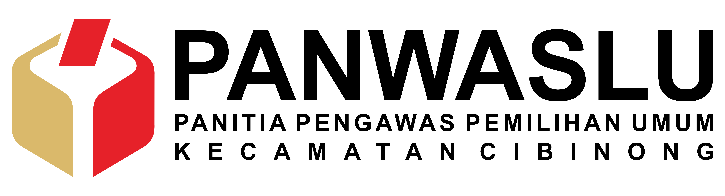 PANWASLU
PANITIA PENGAWAS PEMILIHAN UMUM
KECAMATAN CIBINONG